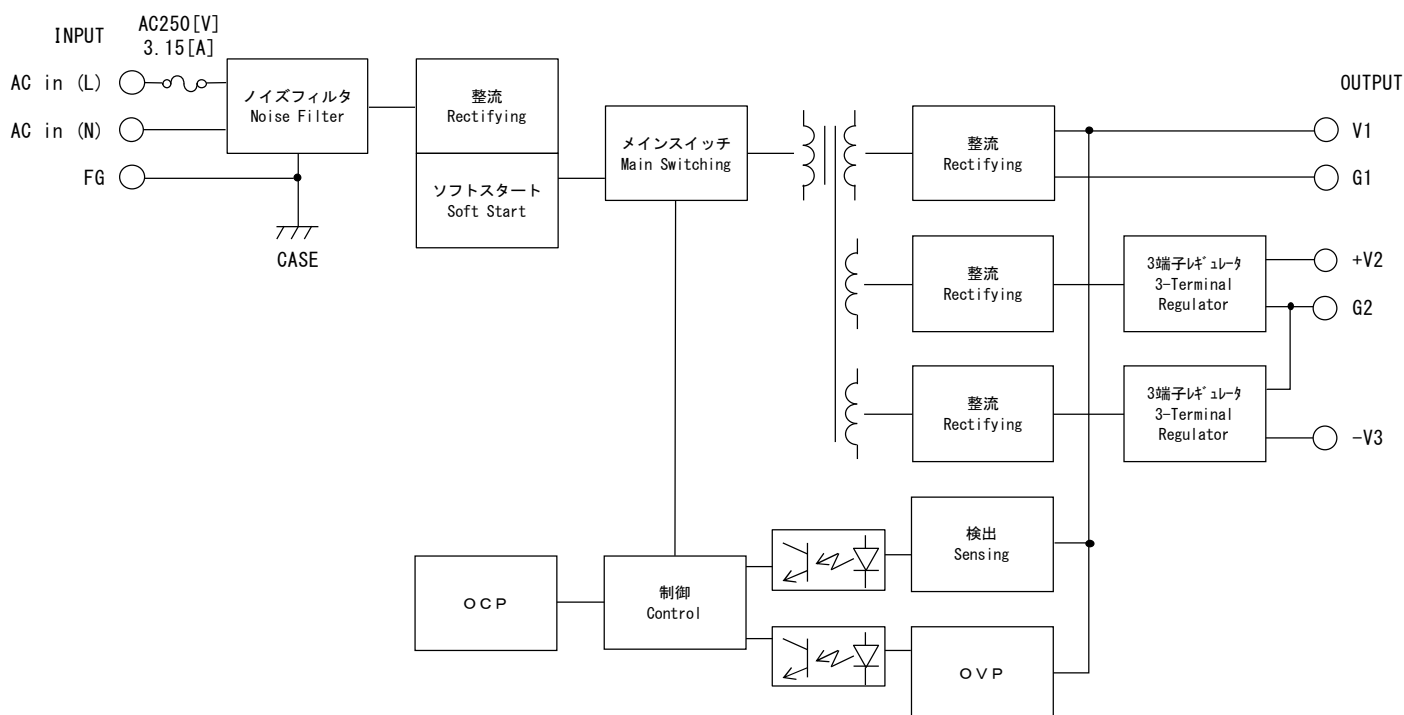 INPUT
AC250[V]
3.15[A]
AC in (L)
AC in (N)
FG
ノイズフィルタ
Noise Filter
CASE
整流
Rectifying
ソフトスタート
Soft Start
メインスイッチ
Main Switching
整流
Rectifying
OUTPUT
V1
G1
整流
Rectifying
3端子ﾚｷﾞｭﾚｰﾀ
3-Terminal
Regulator
+V2
G2
整流
Rectifying
3端子ﾚｷﾞｭﾚｰﾀ
3-Terminal
Regulator
-V3
検出
Sensing
OCP
制御
Control
OVP